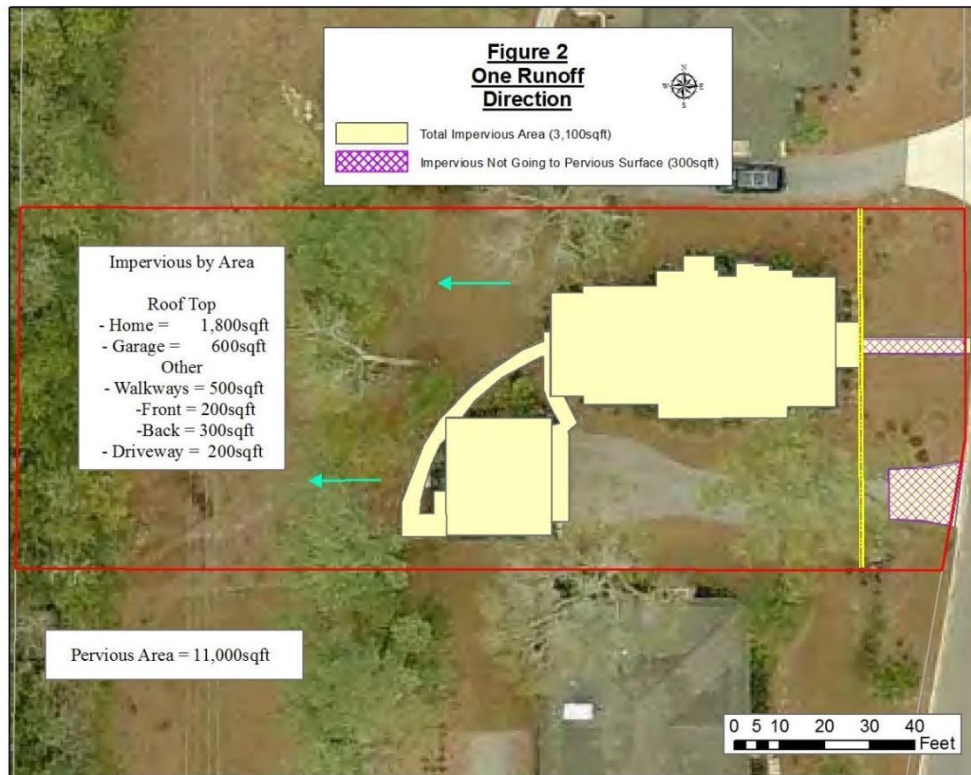 Figure 2
One Runoff
Direction
N
W E
S
Total Impervious Area (3,100sqft)
Impervious Not Going to Pervious Surface (300sqft)
Impervious by Area
Roof Top
- Home = 1,800sqft
- Garage = 600sqft
Other
- Walkways = 500sqft
-Front = 200sqft
-Back = 300sqft
- Driveway = 200sqft
Pervious Area = 11,000sqft
0 5 10 20 30 40
Feet